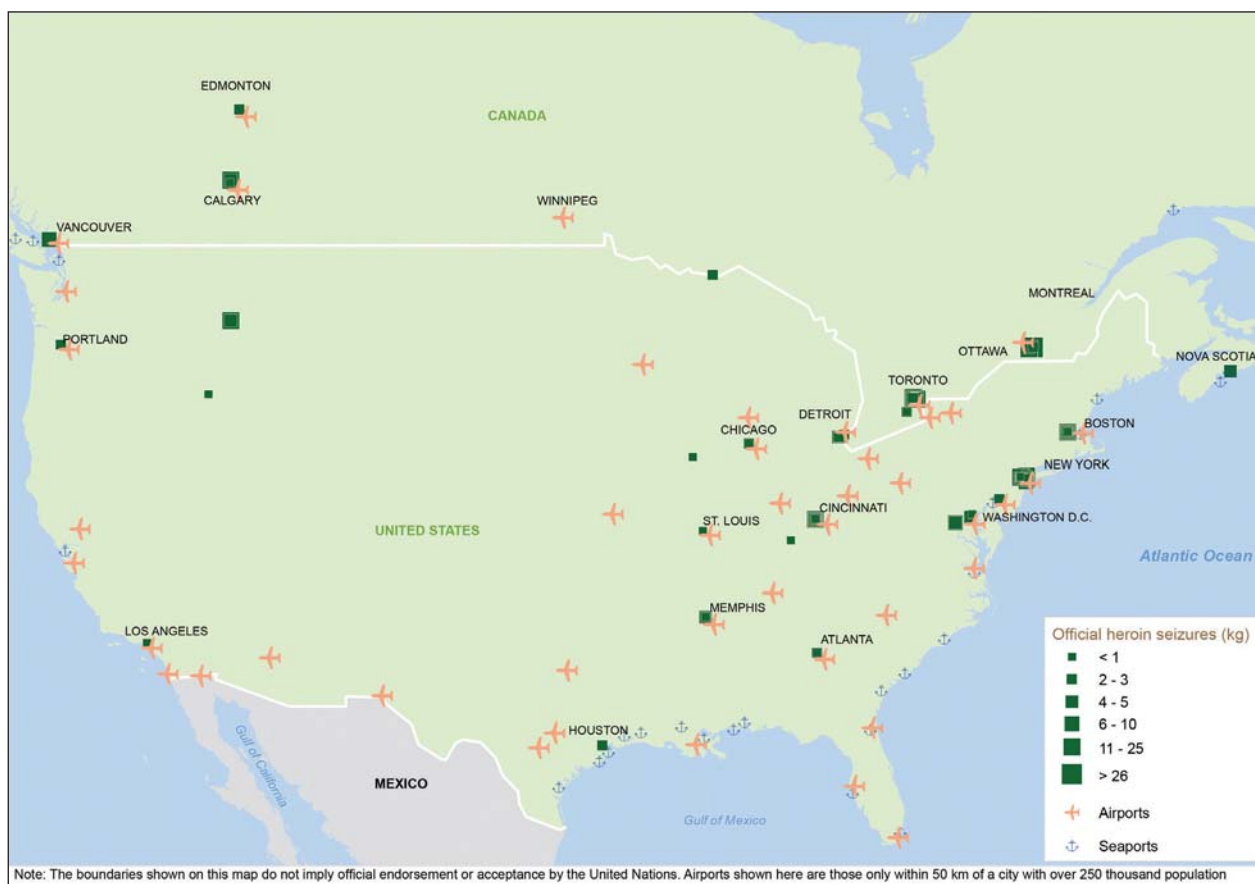 EDMONTON
CANADA
CALGARY
WINNIPEG
VANCOUVER
MONTREAL
PORTLAND
OTTAWA
NOVA SCOTIA
TORONTO
DETROIT
CHICAGO
BOSTON
NEW YORK
CINCINNATI
ST. LOUIS
WASHINGTON D.C.
UNITED STATES
Atlantic Ocean
MEMPHIS
LOS ANGELES
ATLANTA
HOUSTON
Gulf of California
MEXICO
Gulf of Mexico
Official heroin seizures (kg)
< 1
2 - 3
4 - 5
6 - 10
11 - 25
> 26
Airports
Seaports
Note: The boundaries shown on this map do not imply official endorsement or acceptance by the United Nations. Airports shown here are those only within 50 km of a city with over 250 thousand population